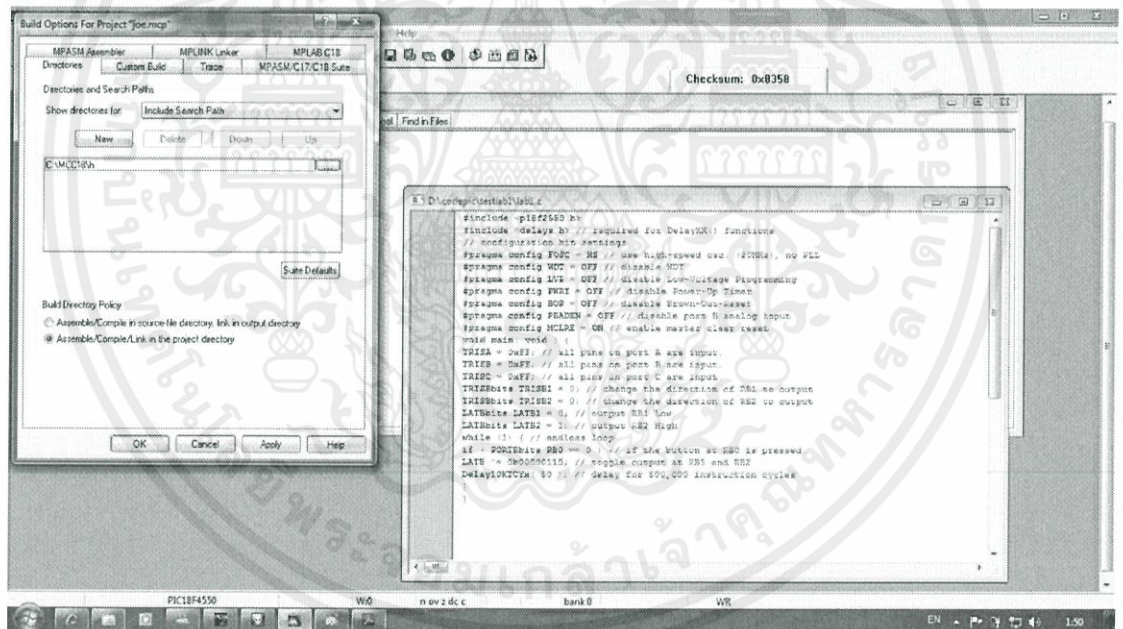 Build Options For Project "joe.mcp"
MPASM Assembler MPLINK Linker MPLAB C18
Directories Custom Build Trace MPASM/C17/C18 Suite
Directories and Search Paths
Show directories for: Include Search Path
New Delete Down Up
C:\MCC18\h
...
Suite Defaults
Build Directory Policy
Assemble/Compile in source-file directory, link in output directory
Assemble/Compile/Link in the project directory
OK Cancel Apply Help
Help
Checksum: 0x8358
Find in Files
D:\codepic\testlab1\lab1.c
#include <p18f2580.h>
#include <delays.h> // required for DelayXX() functions
// configuration bit settings
#pragma config FOSC = HS // use high-speed osc. (20MHz), no PLL
#pragma config WDT = OFF // disable WDT
#pragma config LVP = OFF // disable Low-Voltage Programming
#pragma config PWRT = OFF // disable Power-Up Timer
#pragma config BOR = OFF // disable Brown-Out-Reset
#pragma config PBADEN = OFF // disable port B analog input
#pragma config MCLRE = ON // enable master clear reset
void main( void ) {
TRISA = 0xFF; // all pins on port A are input.
TRISB = 0xFF; // all pins on port B are input.
TRISC = 0xFF; // all pins on port C are input.
TRISBbits.TRISB1 = 0; // change the direction of RB1 to output
TRISBbits.TRISB2 = 0; // change the direction of RB2 to output
LATBbits.LATB1 = 0; // output RB1 Low
LATBbits.LATB2 = 1; // output RB2 High
while (1) { // endless loop
if ( PORTBbits.RB0 == 0 ) // if the button at RB0 is pressed
LATB ^= 0b00000110; // toggle output at RB1 and RB2
Delay10KTCYx( 50 ); // delay for 500,000 instruction cycles
}
}
PIC18F4550 W:0 n ov z dc c bank 0 WR
EN 1:50